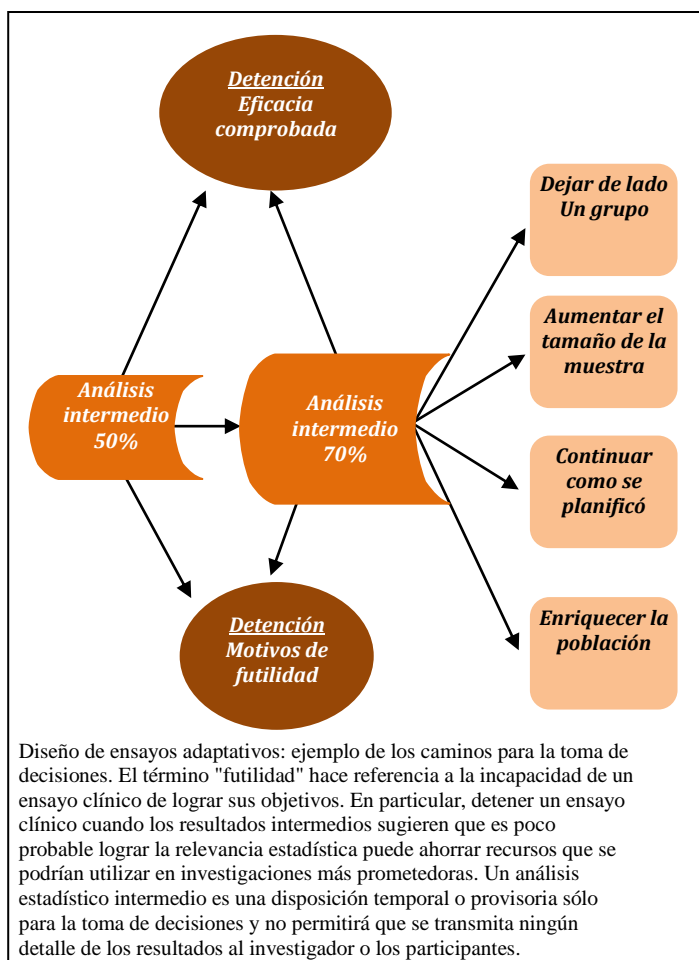 Detención
Eficacia
comprobada
Dejar de lado
Un grupo
Aumentar el
tamaño de la
muestra
Análisis
intermedio
50%
Análisis
intermedio
70%
Continuar
como se
planificó
Detención
Motivos de
futilidad
Enriquecer la
población
Diseño de ensayos adaptativos: ejemplo de los caminos para la toma de
decisiones. El término "futilidad" hace referencia a la incapacidad de un
ensayo clínico de lograr sus objetivos. En particular, detener un ensayo
clínico cuando los resultados intermedios sugieren que es poco
probable lograr la relevancia estadística puede ahorrar recursos que se
podrían utilizar en investigaciones más prometedoras. Un análisis
estadístico intermedio es una disposición temporal o provisoria sólo
para la toma de decisiones y no permitirá que se transmita ningún
detalle de los resultados al investigador o los participantes.